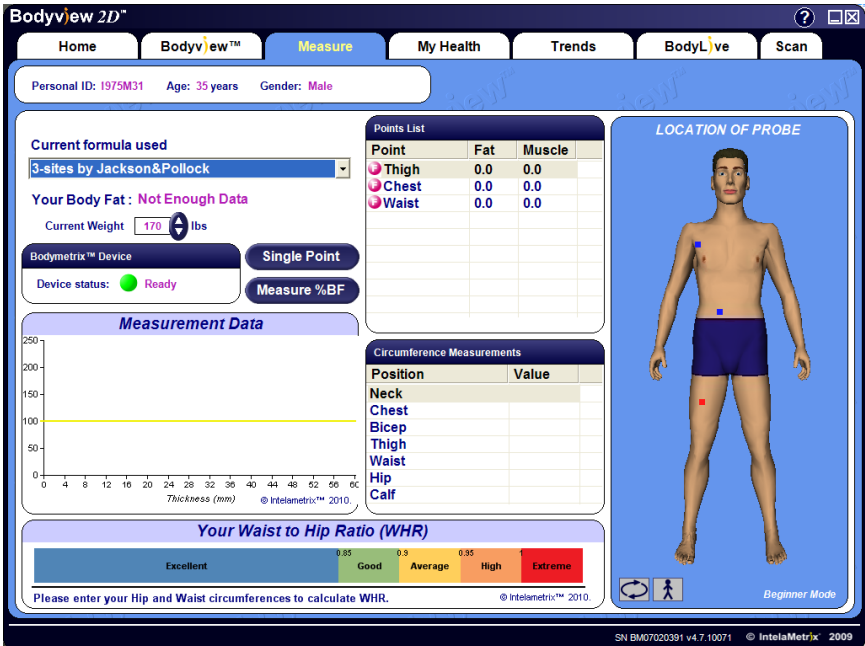 Bodyview 2D™
?
Home Bodyview™ Measure My Health Trends BodyLive Scan
Personal ID: I975M31 Age: 35 years Gender: Male
Current formula used
3-sites by Jackson&Pollock
Your Body Fat : Not Enough Data
Current Weight 170 lbs
Bodymetrix™ Device
Device status: Ready
Single Point
Measure %BF
Measurement Data
250
200
150
100
50
0
0 4 8 12 16 20 24 28 32 36 40 44 48 52 56 60
Thickness (mm) © Intelametrix™ 2010.
Points List
Point Fat Muscle
F Thigh 0.0 0.0
F Chest 0.0 0.0
F Waist 0.0 0.0
Circumference Measurements
Position Value
Neck
Chest
Bicep
Thigh
Waist
Hip
Calf
LOCATION OF PROBE
Beginner Mode
Your Waist to Hip Ratio (WHR)
0.85 0.9 0.95 1
Excellent Good Average High Extreme
Please enter your Hip and Waist circumferences to calculate WHR. © Intelametrix™ 2010.
SN BM07020391 v4.7.10071 © IntelaMetrix 2009